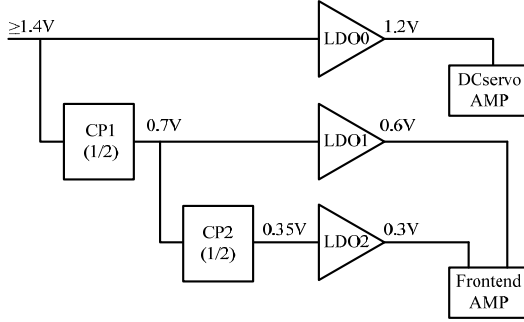 ≥1.4V
LDO0
1.2V
DCservo
AMP
CP1
(1/2)
0.7V
LDO1
0.6V
CP2
(1/2)
0.35V
LDO2
0.3V
Frontend
AMP